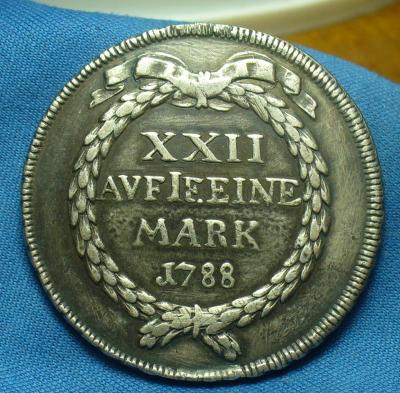 XXII
AVF IE.EINE
MARK
1788